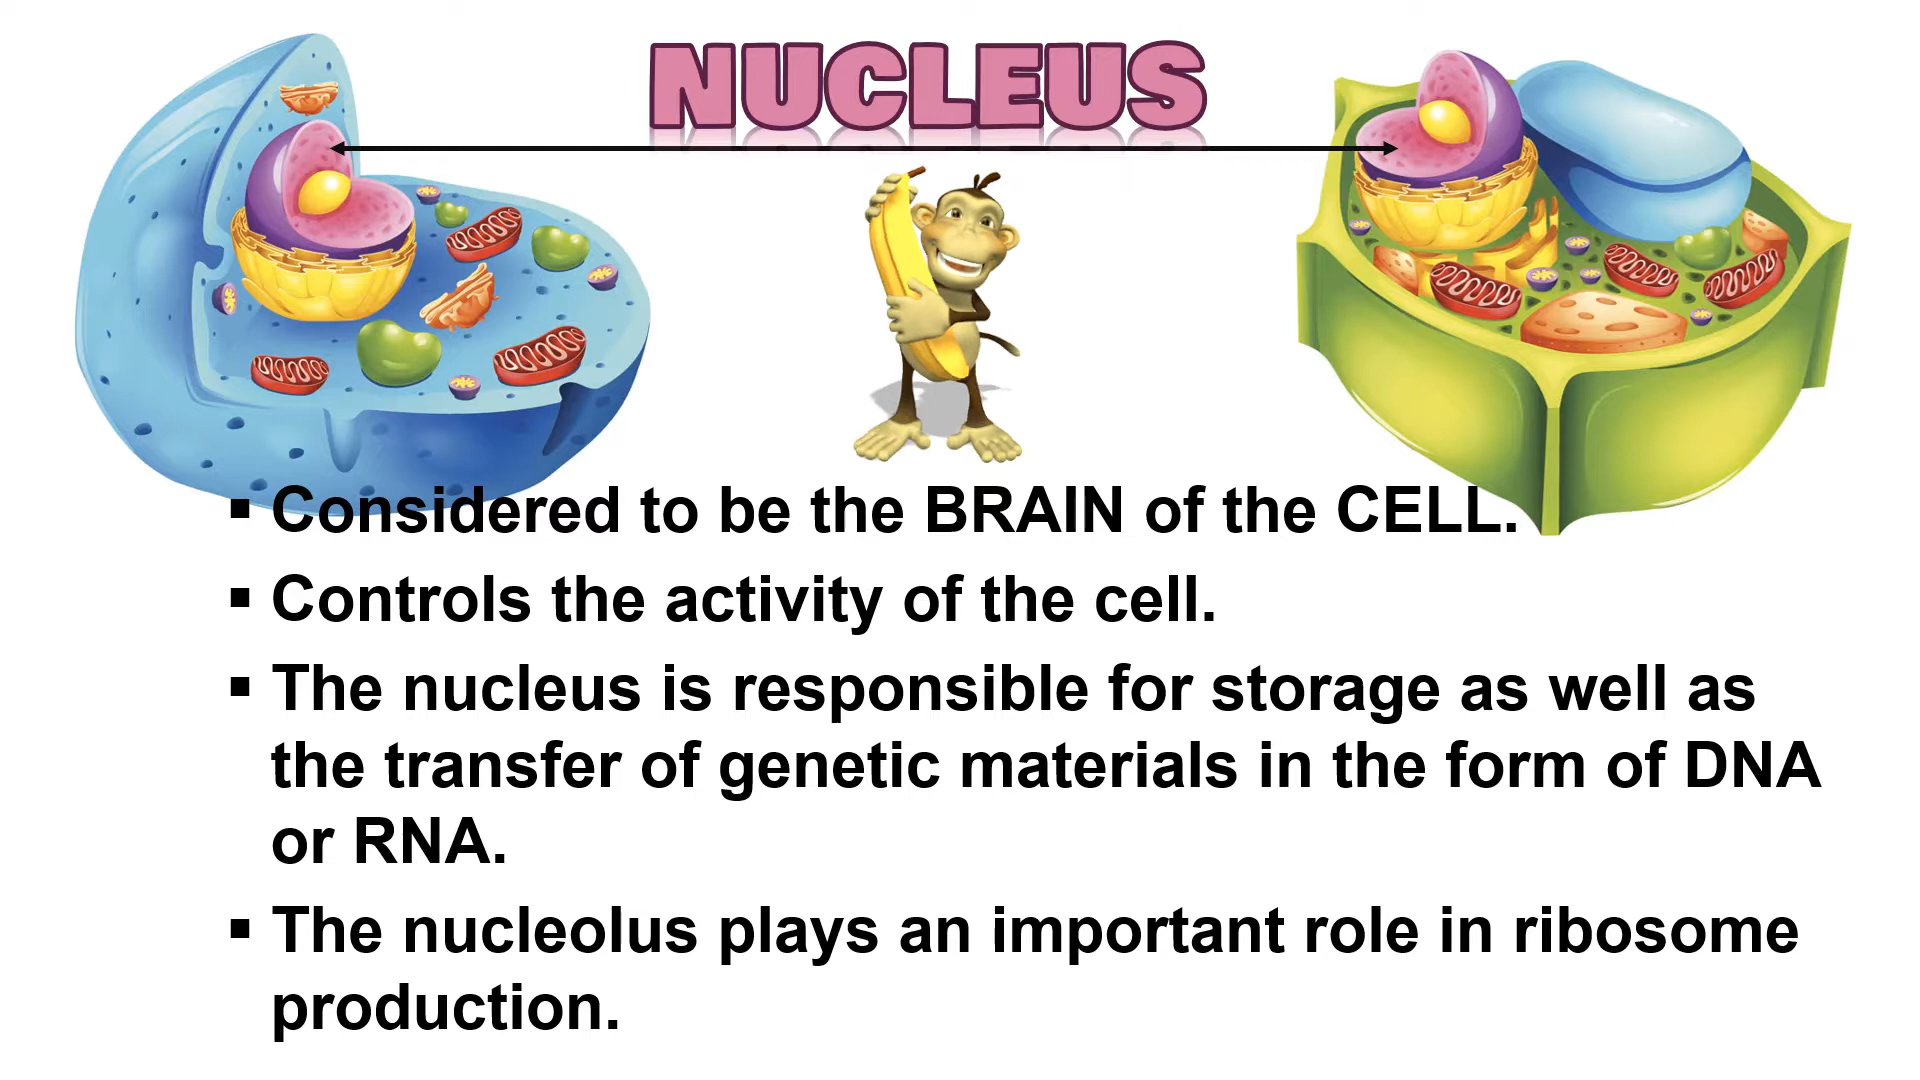 NUCLEUS
▪ Considered to be the BRAIN of the CELL.
▪ Controls the activity of the cell.
▪ The nucleus is responsible for storage as well as
the transfer of genetic materials in the form of DNA
or RNA.
▪ The nucleolus plays an important role in ribosome
production.